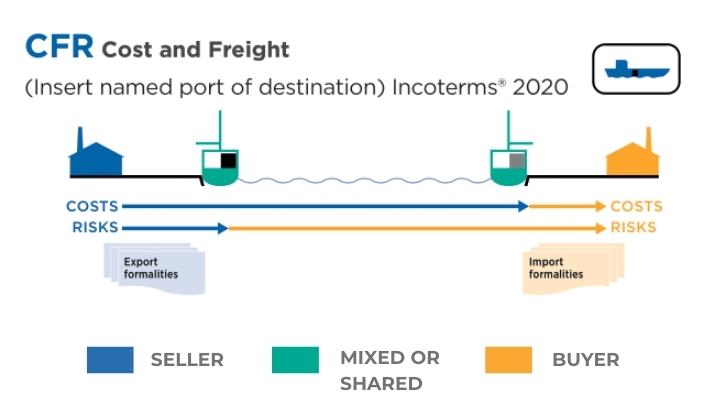 CFR Cost and Freight
(Insert named port of destination) Incoterms® 2020
COSTS COSTS
RISKS RISKS
Export
formalities
Import
formalities
SELLER
MIXED OR
SHARED
BUYER